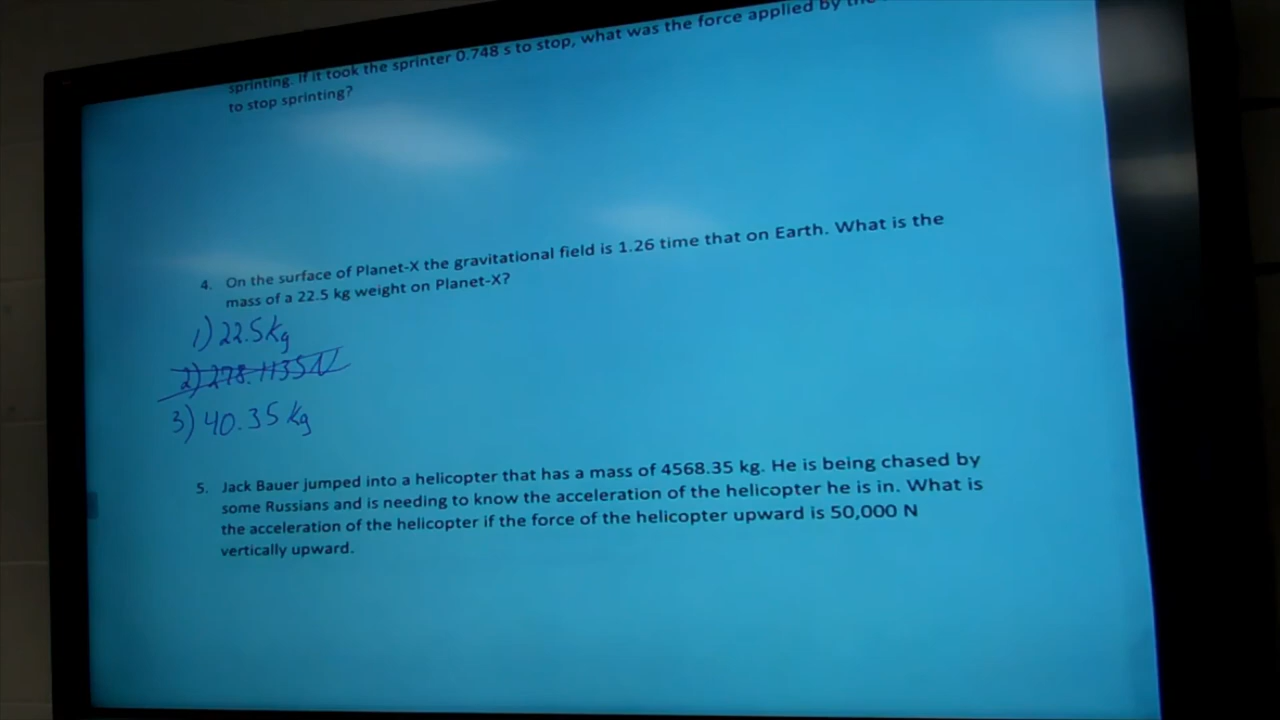 sprinting. If it took the sprinter 0.748 s to stop, what was the force applied by
to stop sprinting?
4. On the surface of Planet-X the gravitational field is 1.26 time that on Earth. What is the
mass of a 22.5 kg weight on Planet-X?
1) 22.5 kg
2) 278.1135 N
3) 40.35 kg
5. Jack Bauer jumped into a helicopter that has a mass of 4568.35 kg. He is being chased by
some Russians and is needing to know the acceleration of the helicopter he is in. What is
the acceleration of the helicopter if the force of the helicopter upward is 50,000 N
vertically upward.